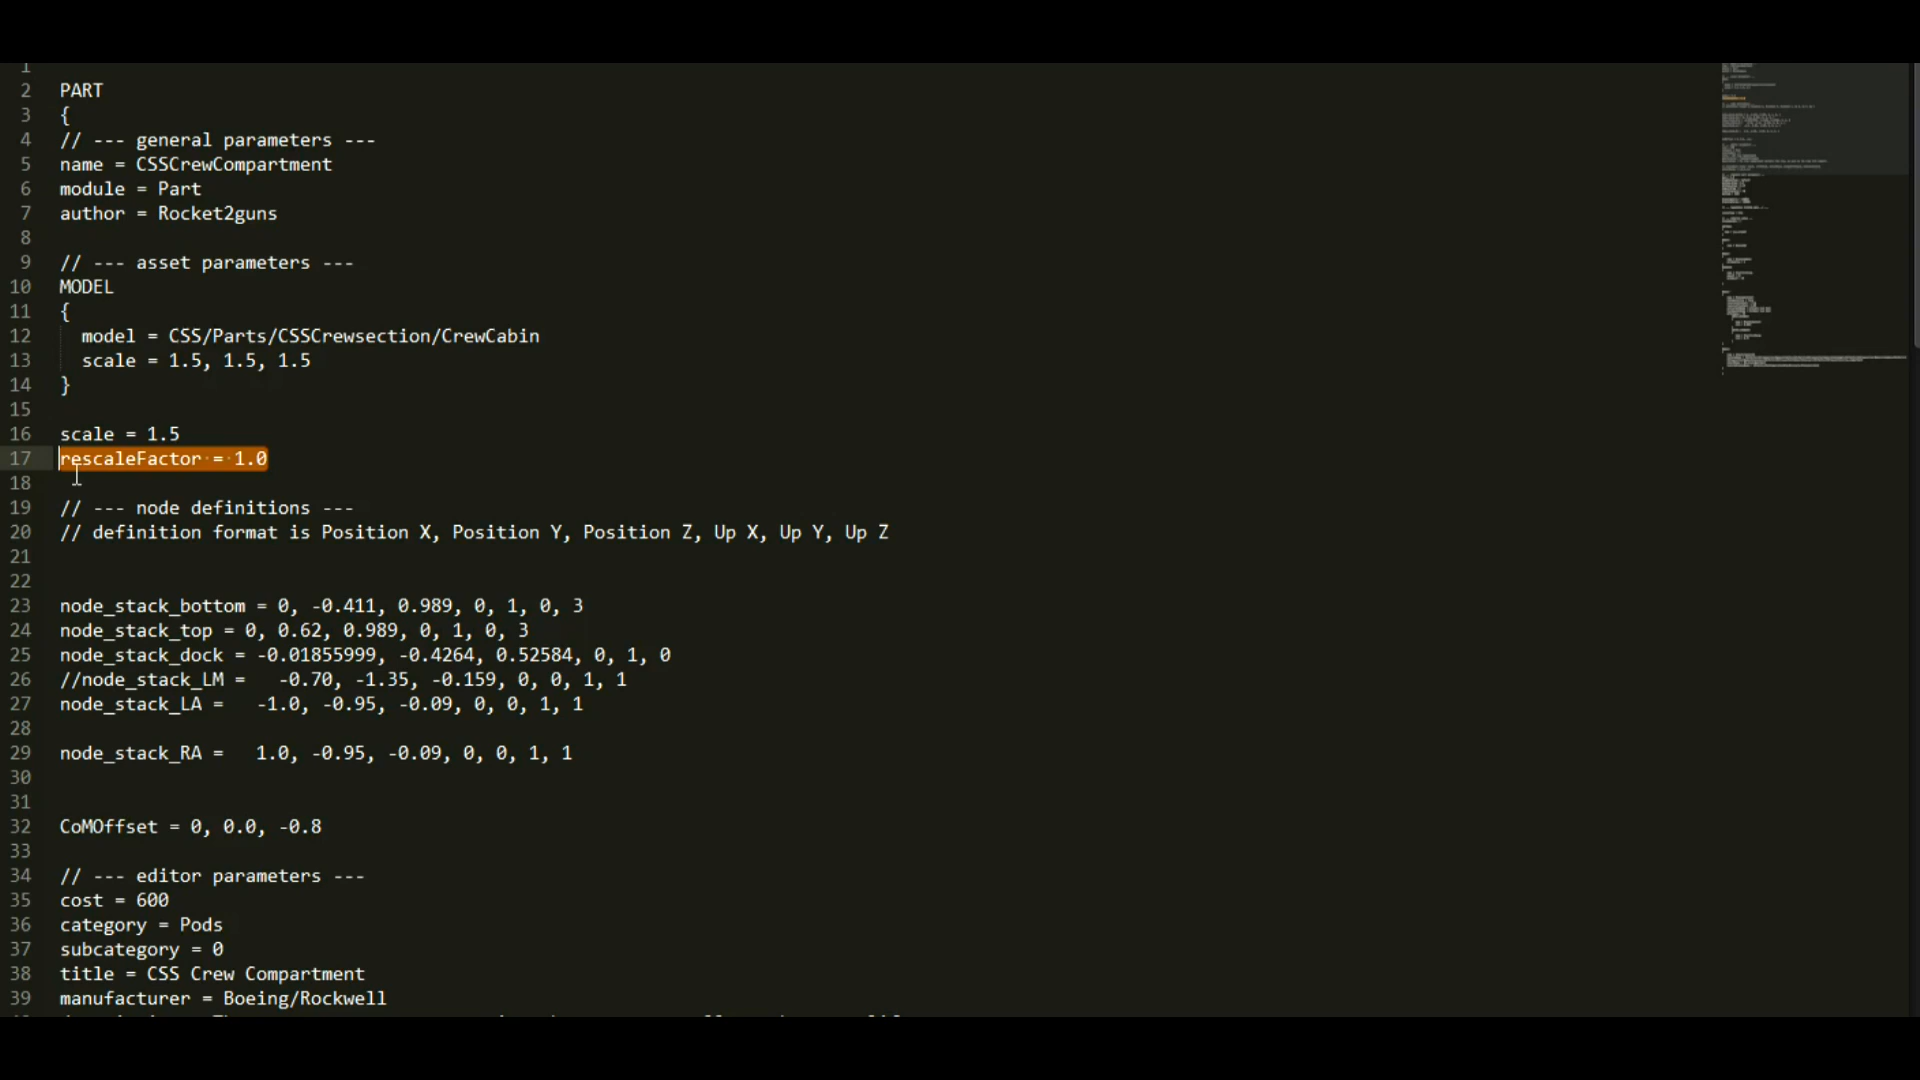 1
2 PART
3 {
4 // --- general parameters ---
5 name = CSSCrewCompartment
6 module = Part
7 author = Rocket2guns
8
9 // --- asset parameters ---
10 MODEL
11 {
12 model = CSS/Parts/CSSCrewsection/CrewCabin
13 scale = 1.5, 1.5, 1.5
14 }
15
16 scale = 1.5
17 rescaleFactor = 1.0
18
19 // --- node definitions ---
20 // definition format is Position X, Position Y, Position Z, Up X, Up Y, Up Z
21
22
23 node_stack_bottom = 0, -0.411, 0.989, 0, 1, 0, 3
24 node_stack_top = 0, 0.62, 0.989, 0, 1, 0, 3
25 node_stack_dock = -0.01855999, -0.4264, 0.52584, 0, 1, 0
26 //node_stack_LM = -0.70, -1.35, -0.159, 0, 0, 1, 1
27 node_stack_LA = -1.0, -0.95, -0.09, 0, 0, 1, 1
28
29 node_stack_RA = 1.0, -0.95, -0.09, 0, 0, 1, 1
30
31
32 CoMOffset = 0, 0.0, -0.8
33
34 // --- editor parameters ---
35 cost = 600
36 category = Pods
37 subcategory = 0
38 title = CSS Crew Compartment
39 manufacturer = Boeing/Rockwell